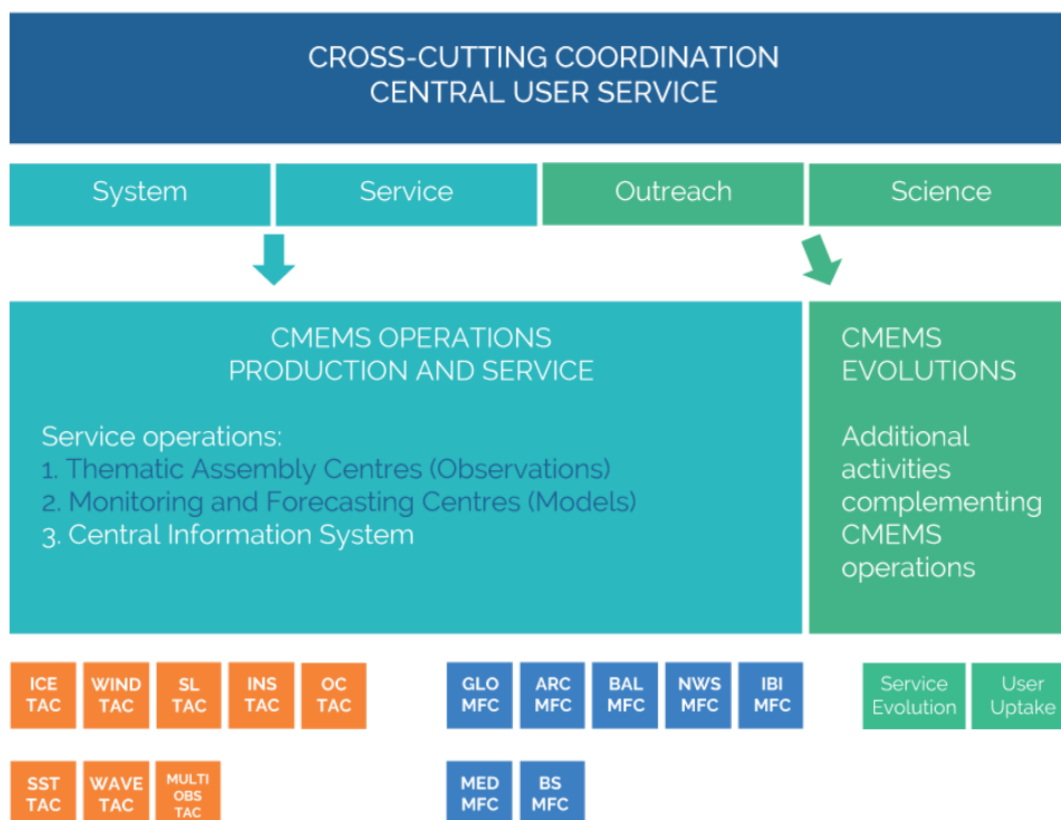 CROSS-CUTTING COORDINATION
CENTRAL USER SERVICE
System
Service
Outreach
Science
CMEMS OPERATIONS
PRODUCTION AND SERVICE
Service operations:
1. Thematic Assembly Centres (Observations)
2. Monitoring and Forecasting Centres (Models)
3. Central Information System
CMEMS
EVOLUTIONS
Additional
activities
complementing
CMEMS
operations
ICE
TAC
WIND
TAC
SL
TAC
INS
TAC
OC
TAC
GLO
MFC
ARC
MFC
BAL
MFC
NWS
MFC
IBI
MFC
Service
Evolution
User
Uptake
SST
TAC
WAVE
TAC
MULTI
OBS
TAC
MED
MFC
BS
MFC